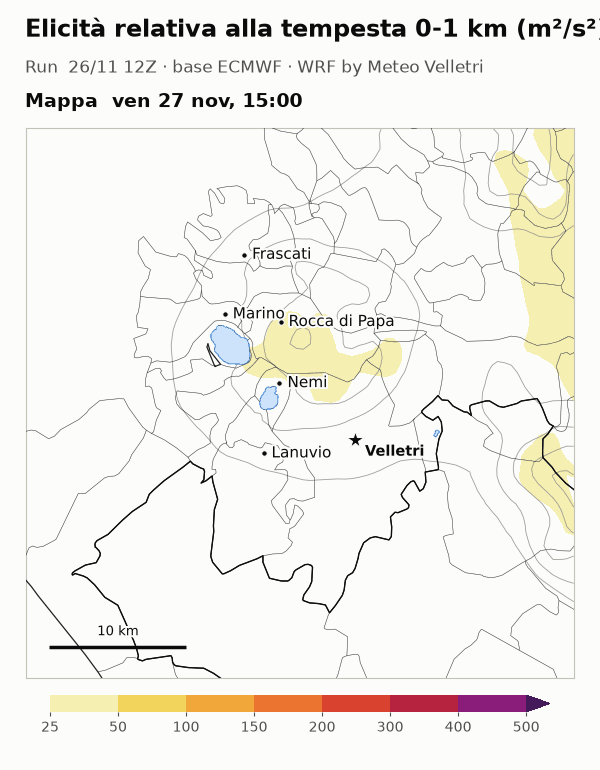 Elicità relativa alla tempesta 0-1 km (m²/s²)
Run  26/11 12Z · base ECMWF · WRF by Meteo Velletri
Mappa  ven 27 nov, 15:00
Frascati
Marino
Rocca di Papa
Nemi
Velletri
Lanuvio
10 km
25 50 100 150 200 300 400 500